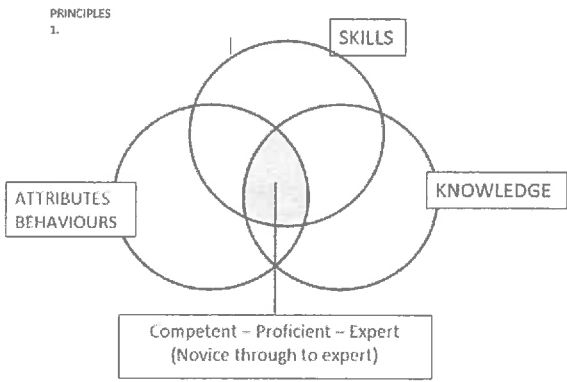 PRINCIPLES
1.
SKILLS
ATTRIBUTES
BEHAVIOURS
KNOWLEDGE
Competent – Proficient – Expert
(Novice through to expert)